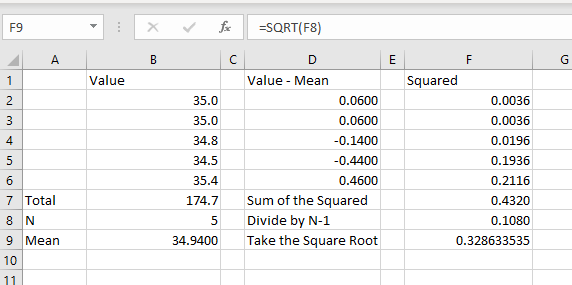 F9 fx =SQRT(F8)
A B C D E F G
1 Value Value - Mean Squared
2 35.0 0.0600 0.0036
3 35.0 0.0600 0.0036
4 34.8 -0.1400 0.0196
5 34.5 -0.4400 0.1936
6 35.4 0.4600 0.2116
7 Total 174.7 Sum of the Squared 0.4320
8 N 5 Divide by N-1 0.1080
9 Mean 34.9400 Take the Square Root 0.328633535
10
11